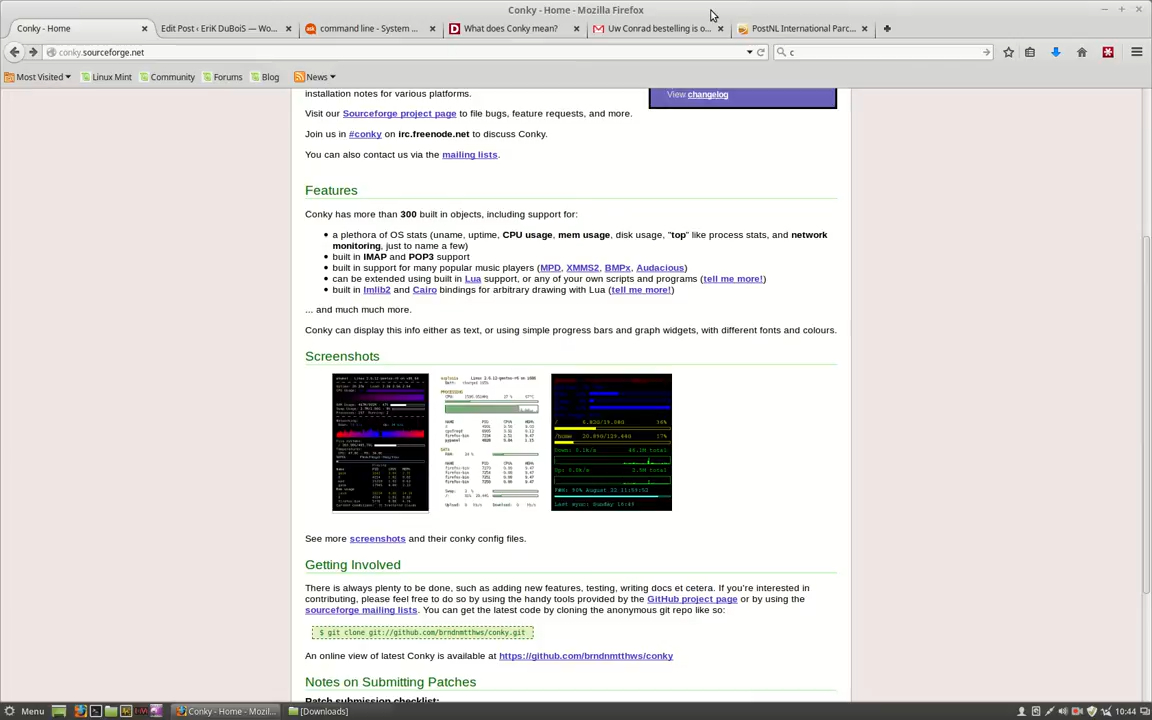 Conky - Home - Mozilla Firefox
Conky - Home
Edit Post ‹ EriK DuBoiS — Wo...
command line - System ...
What does Conky mean?
Uw Conrad bestelling is o...
PostNL International Parc...
conky.sourceforge.net
c
Most Visited
Linux Mint
Community
Forums
Blog
News
installation notes for various platforms.
View changelog
Visit our Sourceforge project page to file bugs, feature requests, and more.
Join us in #conky on irc.freenode.net to discuss Conky.
You can also contact us via the mailing lists.
Features
Conky has more than 300 built in objects, including support for:
a plethora of OS stats (uname, uptime, CPU usage, mem usage, disk usage, "top" like process stats, and network
monitoring, just to name a few)
built in IMAP and POP3 support
built in support for many popular music players (MPD, XMMS2, BMPx, Audacious)
can be extended using built in Lua support, or any of your own scripts and programs (tell me more!)
built in Imlib2 and Cairo bindings for arbitrary drawing with Lua (tell me more!)
... and much much more.
Conky can display this info either as text, or using simple progress bars and graph widgets, with different fonts and colours.
Screenshots
See more screenshots and their conky config files.
Getting Involved
There is always plenty to be done, such as adding new features, testing, writing docs et cetera. If you're interested in
contributing, please feel free to do so by using the handy tools provided by the GitHub project page or by using the
sourceforge mailing lists. You can get the latest code by cloning the anonymous git repo like so:
$ git clone git://github.com/brndnmtthws/conky.git
An online view of latest Conky is available at https://github.com/brndnmtthws/conky
Notes on Submitting Patches
Patch submission checklist:
Menu
Conky - Home - Mozil...
[Downloads]
10:44